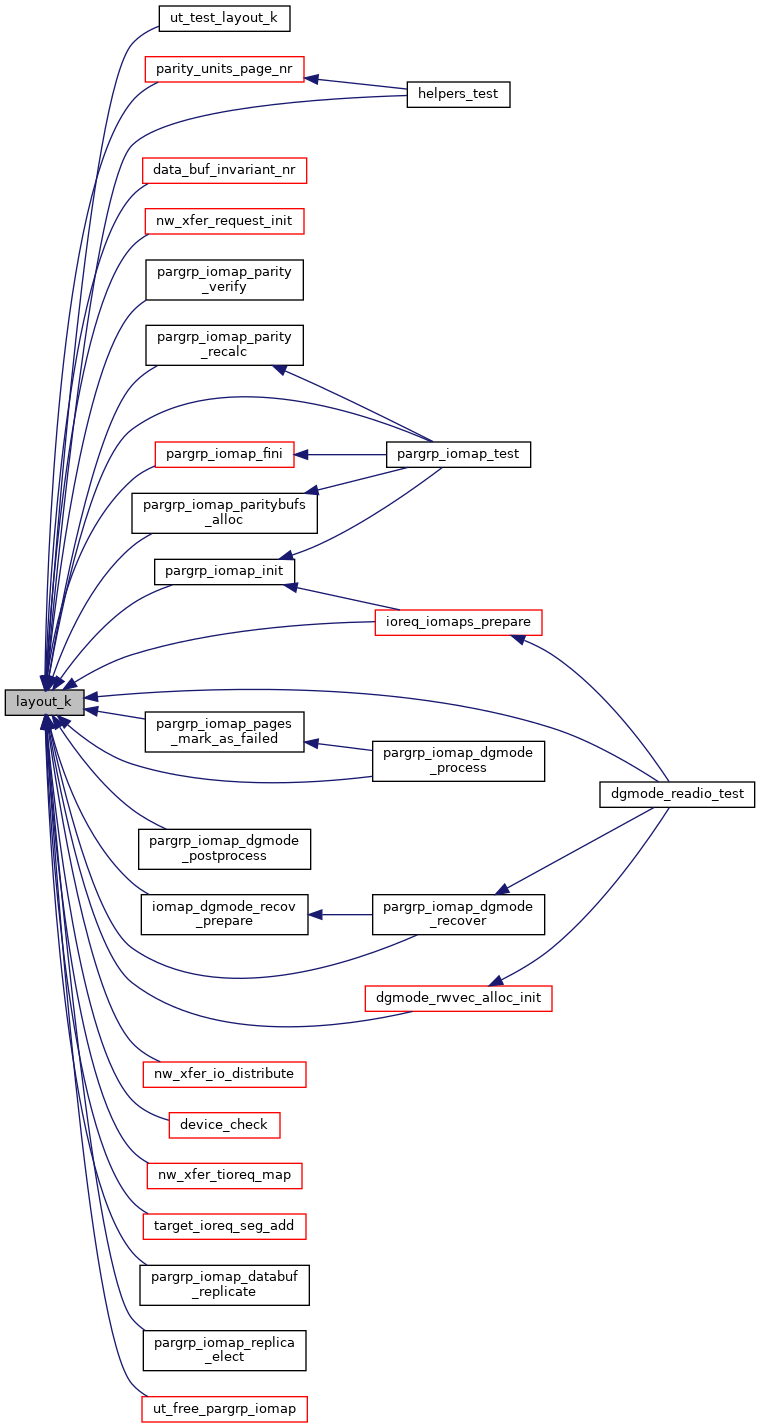 ut_test_layout_k
parity_units_page_nr
helpers_test
data_buf_invariant_nr
nw_xfer_request_init
pargrp_iomap_parity
_verify
pargrp_iomap_parity
_recalc
pargrp_iomap_fini
pargrp_iomap_test
pargrp_iomap_paritybufs
_alloc
pargrp_iomap_init
ioreq_iomaps_prepare
layout_k
pargrp_iomap_pages
_mark_as_failed
pargrp_iomap_dgmode
_process
dgmode_readio_test
pargrp_iomap_dgmode
_postprocess
iomap_dgmode_recov
_prepare
pargrp_iomap_dgmode
_recover
dgmode_rwvec_alloc_init
nw_xfer_io_distribute
device_check
nw_xfer_tioreq_map
target_ioreq_seg_add
pargrp_iomap_databuf
_replicate
pargrp_iomap_replica
_elect
ut_free_pargrp_iomap